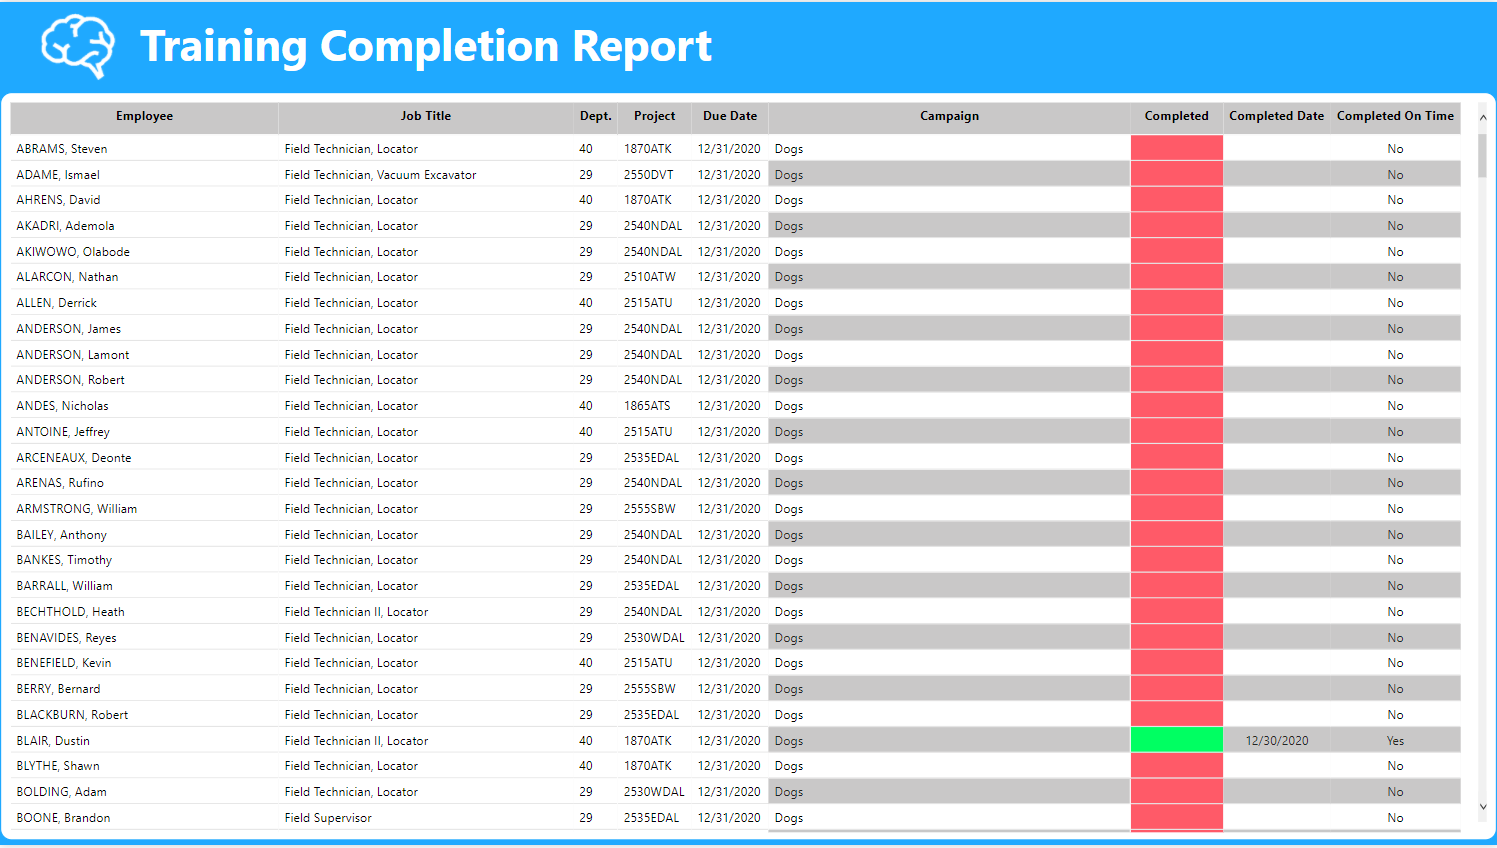 Training Completion Report
Employee Job Title Dept. Project Due Date Campaign Completed Completed Date Completed On Time
ABRAMS, Steven Field Technician, Locator 40 1870ATK 12/31/2020 Dogs No
ADAME, Ismael Field Technician, Vacuum Excavator 29 2550DVT 12/31/2020 Dogs No
AHRENS, David Field Technician, Locator 40 1870ATK 12/31/2020 Dogs No
AKADRI, Ademola Field Technician, Locator 29 2540NDAL 12/31/2020 Dogs No
AKIWOWO, Olabode Field Technician, Locator 29 2540NDAL 12/31/2020 Dogs No
ALARCON, Nathan Field Technician, Locator 29 2510ATW 12/31/2020 Dogs No
ALLEN, Derrick Field Technician, Locator 40 2515ATU 12/31/2020 Dogs No
ANDERSON, James Field Technician, Locator 29 2540NDAL 12/31/2020 Dogs No
ANDERSON, Lamont Field Technician, Locator 29 2540NDAL 12/31/2020 Dogs No
ANDERSON, Robert Field Technician, Locator 29 2540NDAL 12/31/2020 Dogs No
ANDES, Nicholas Field Technician, Locator 40 1865ATS 12/31/2020 Dogs No
ANTOINE, Jeffrey Field Technician, Locator 40 2515ATU 12/31/2020 Dogs No
ARCENEAUX, Deonte Field Technician, Locator 29 2535EDAL 12/31/2020 Dogs No
ARENAS, Rufino Field Technician, Locator 29 2540NDAL 12/31/2020 Dogs No
ARMSTRONG, William Field Technician, Locator 29 2555SBW 12/31/2020 Dogs No
BAILEY, Anthony Field Technician, Locator 29 2540NDAL 12/31/2020 Dogs No
BANKES, Timothy Field Technician, Locator 29 2540NDAL 12/31/2020 Dogs No
BARRALL, William Field Technician, Locator 29 2535EDAL 12/31/2020 Dogs No
BECHTHOLD, Heath Field Technician II, Locator 29 2540NDAL 12/31/2020 Dogs No
BENAVIDES, Reyes Field Technician, Locator 29 2530WDAL 12/31/2020 Dogs No
BENEFIELD, Kevin Field Technician, Locator 40 2515ATU 12/31/2020 Dogs No
BERRY, Bernard Field Technician, Locator 29 2555SBW 12/31/2020 Dogs No
BLACKBURN, Robert Field Technician, Locator 29 2535EDAL 12/31/2020 Dogs No
BLAIR, Dustin Field Technician II, Locator 40 1870ATK 12/31/2020 Dogs 12/30/2020 Yes
BLYTHE, Shawn Field Technician, Locator 40 1870ATK 12/31/2020 Dogs No
BOLDING, Adam Field Technician, Locator 29 2530WDAL 12/31/2020 Dogs No
BOONE, Brandon Field Supervisor 29 2535EDAL 12/31/2020 Dogs No